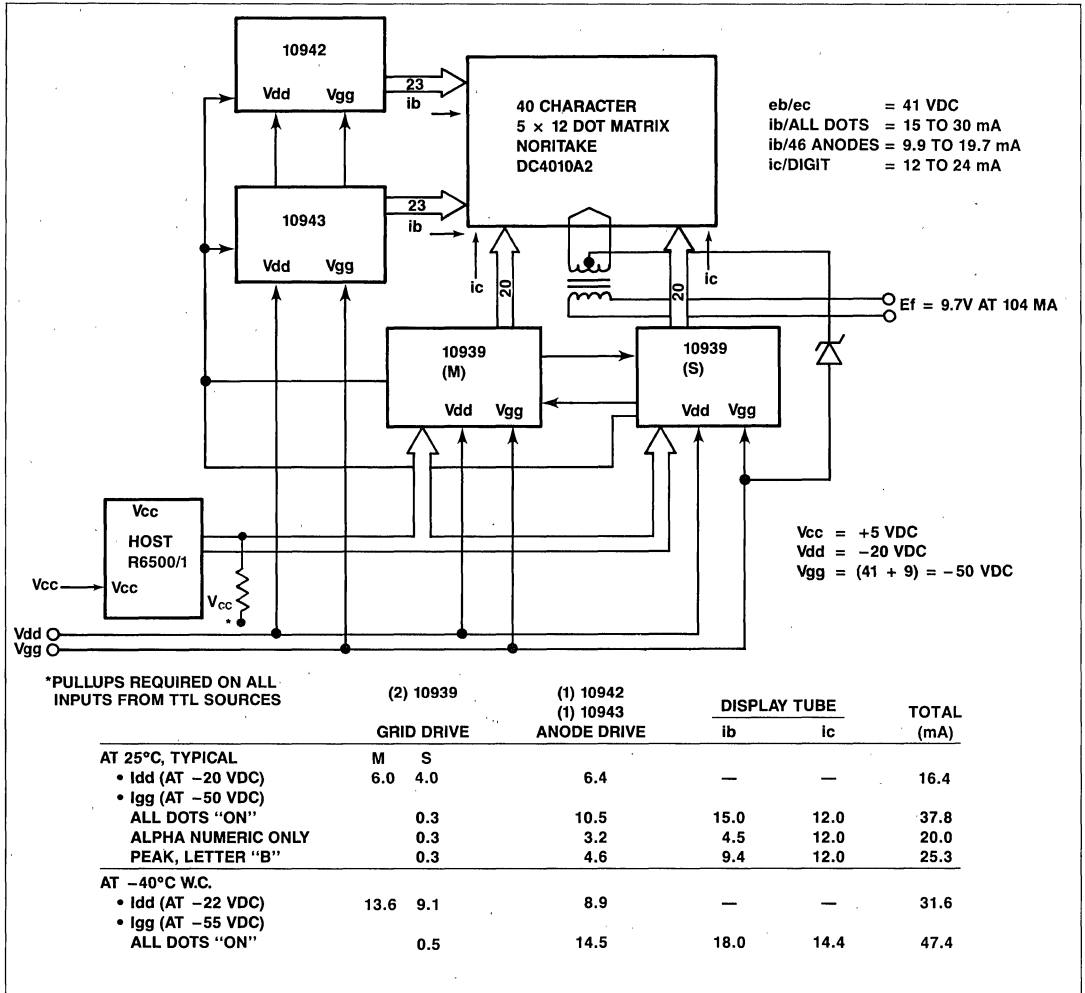 10942
Vdd Vgg
23
ib
40 CHARACTER
5 × 12 DOT MATRIX
NORITAKE
DC4010A2
eb/ec = 41 VDC
ib/ALL DOTS = 15 TO 30 mA
ib/46 ANODES = 9.9 TO 19.7 mA
ic/DIGIT = 12 TO 24 mA
10943
Vdd Vgg
23
ib
ic
20
20
ic
Ef = 9.7V AT 104 MA
10939
(M)
Vdd Vgg
10939
(S)
Vdd Vgg
Vcc
HOST
R6500/1
Vcc
Vcc
VCC
*
Vdd
Vgg
Vcc = +5 VDC
Vdd = −20 VDC
Vgg = (41 + 9) = −50 VDC
*PULLUPS REQUIRED ON ALL
INPUTS FROM TTL SOURCES
(2) 10939 (1) 10942
(1) 10943 DISPLAY TUBE TOTAL
GRID DRIVE ANODE DRIVE ib ic (mA)
AT 25°C, TYPICAL M S
• Idd (AT −20 VDC) 6.0 4.0 6.4 — — 16.4
• Igg (AT −50 VDC)
ALL DOTS "ON" 0.3 10.5 15.0 12.0 37.8
ALPHA NUMERIC ONLY 0.3 3.2 4.5 12.0 20.0
PEAK, LETTER "B" 0.3 4.6 9.4 12.0 25.3
AT −40°C W.C.
• Idd (AT −22 VDC) 13.6 9.1 8.9 — — 31.6
• Igg (AT −55 VDC)
ALL DOTS "ON" 0.5 14.5 18.0 14.4 47.4